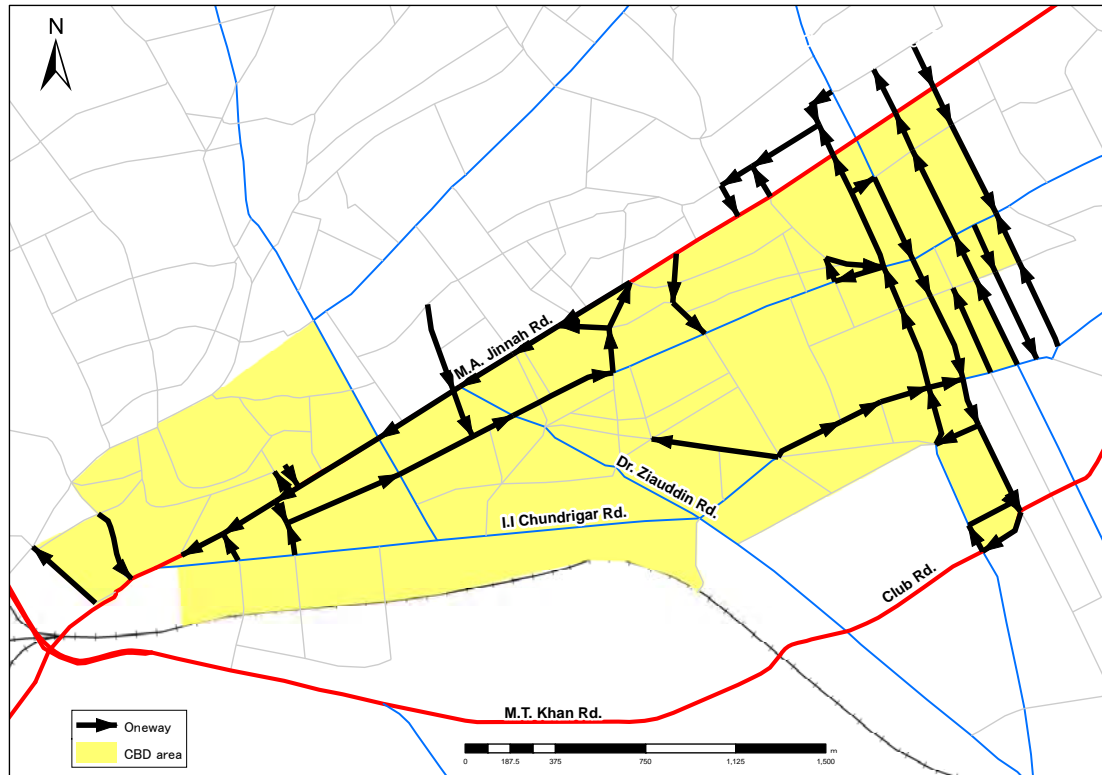 N
M.A. Jinnah Rd.
Dr. Ziauddin Rd.
I.I Chundrigar Rd.
Club Rd.
M.T. Khan Rd.
Oneway
CBD area
m
0 187.5 375 750 1,125 1,500